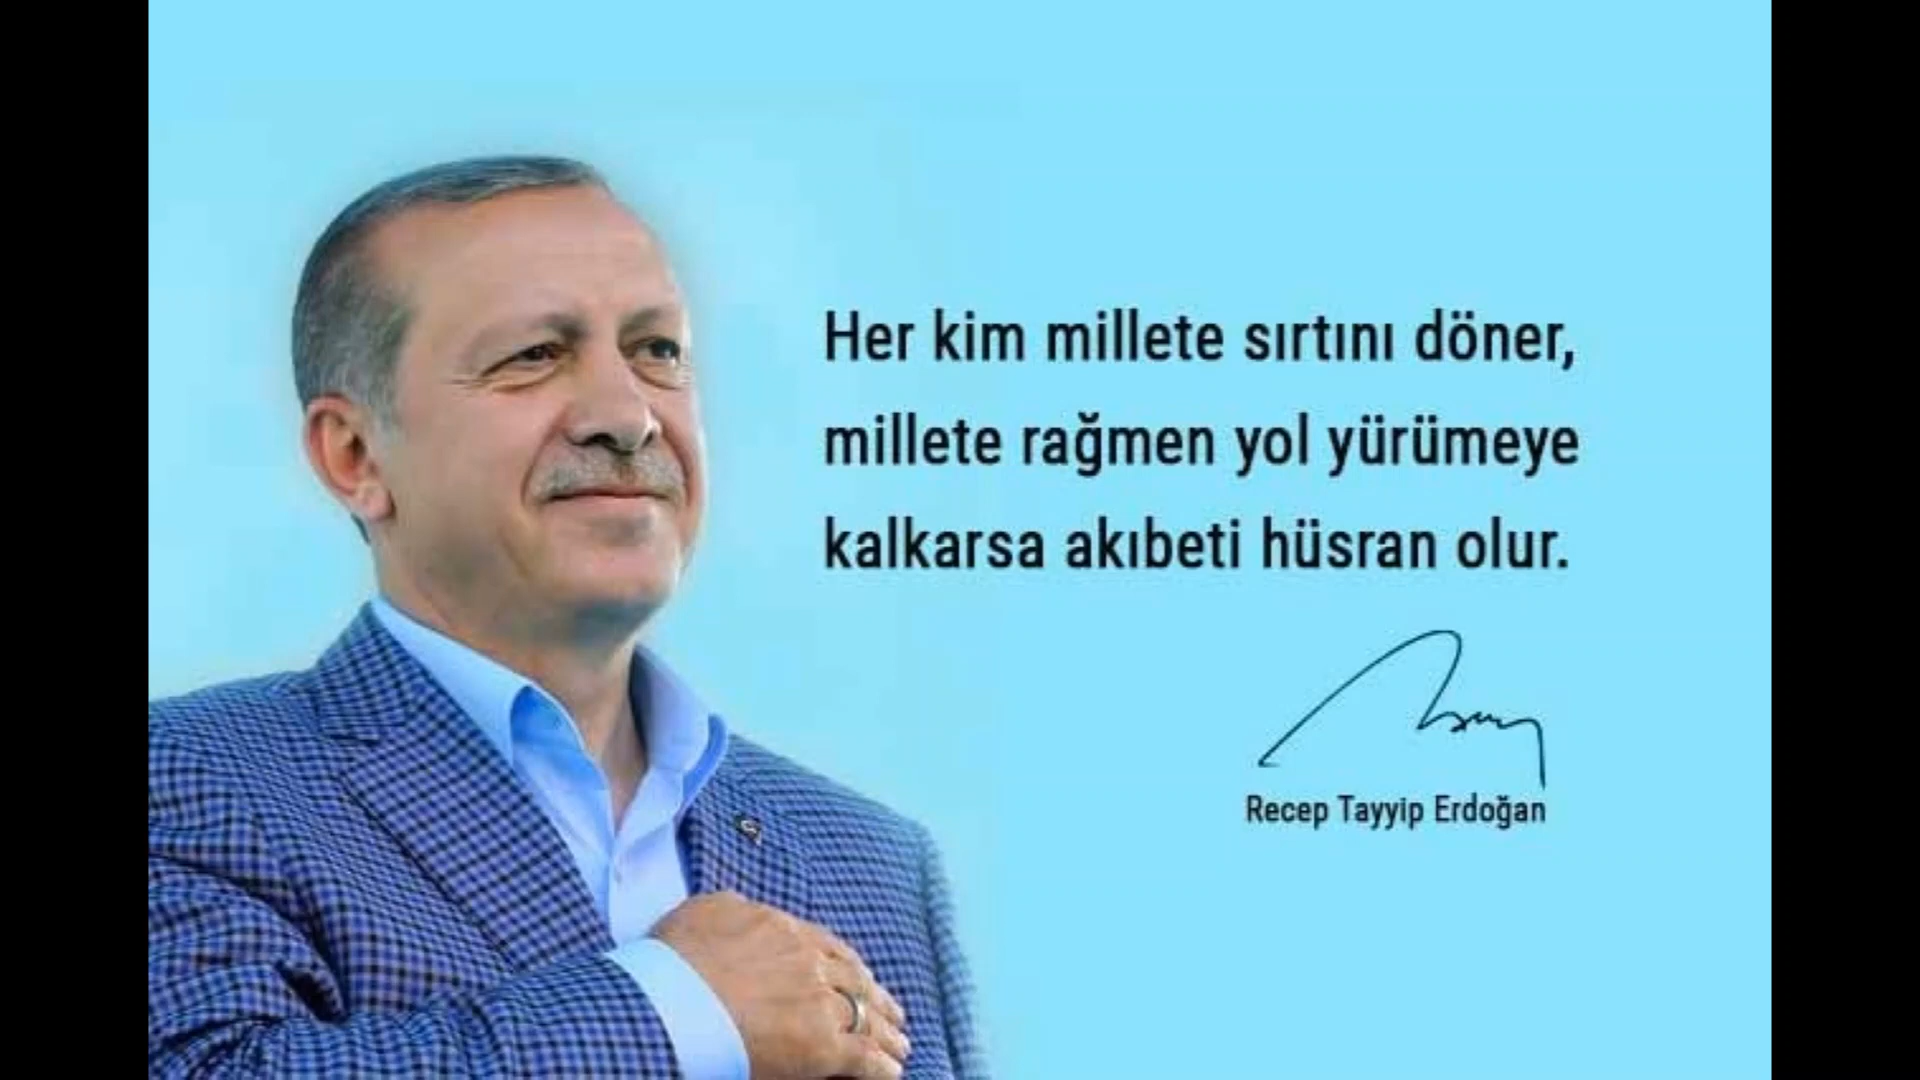 Her kim millete sırtını döner,
millete rağmen yol yürümeye
kalkarsa akıbeti hüsran olur.
Recep Tayyip Erdoğan